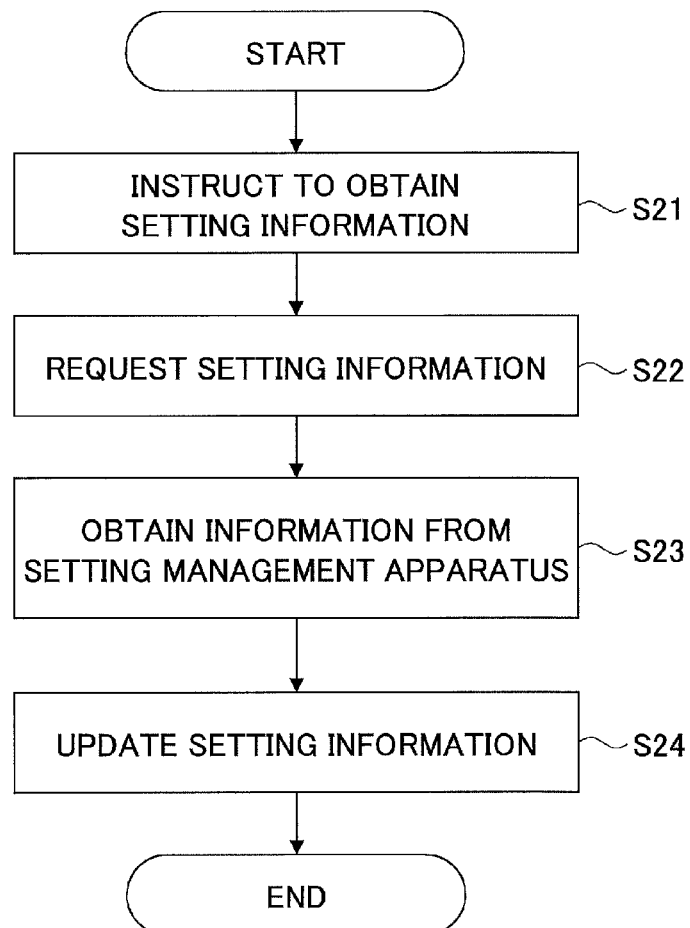 START
INSTRUCT TO OBTAIN
SETTING INFORMATION
S21
REQUEST SETTING INFORMATION
S22
OBTAIN INFORMATION FROM
SETTING MANAGEMENT APPARATUS
S23
UPDATE SETTING INFORMATION
S24
END